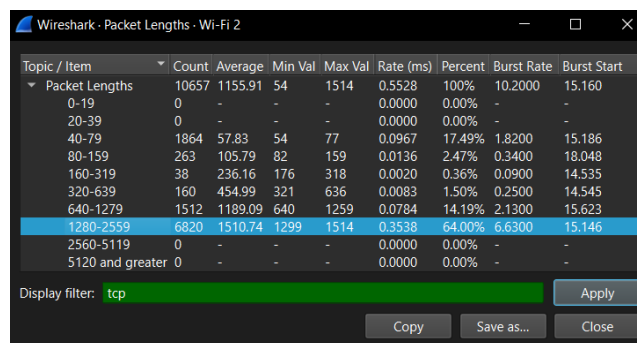 Wireshark · Packet Lengths · Wi-Fi 2
Topic / Item Count Average Min Val Max Val Rate (ms) Percent Burst Rate Burst Start
Packet Lengths 10657 1155.91 54 1514 0.5528 100% 10.2000 15.160
0-19 0 - - - 0.0000 0.00% - -
20-39 0 - - - 0.0000 0.00% - -
40-79 1864 57.83 54 77 0.0967 17.49% 1.8200 15.186
80-159 263 105.79 82 159 0.0136 2.47% 0.3400 18.048
160-319 38 236.16 176 318 0.0020 0.36% 0.0900 14.535
320-639 160 454.99 321 636 0.0083 1.50% 0.2500 14.545
640-1279 1512 1189.09 640 1259 0.0784 14.19% 2.1300 15.623
1280-2559 6820 1510.74 1299 1514 0.3538 64.00% 6.6300 15.146
2560-5119 0 - - - 0.0000 0.00% - -
5120 and greater 0 - - - 0.0000 0.00% - -
Display filter: tcp Apply
Copy Save as... Close